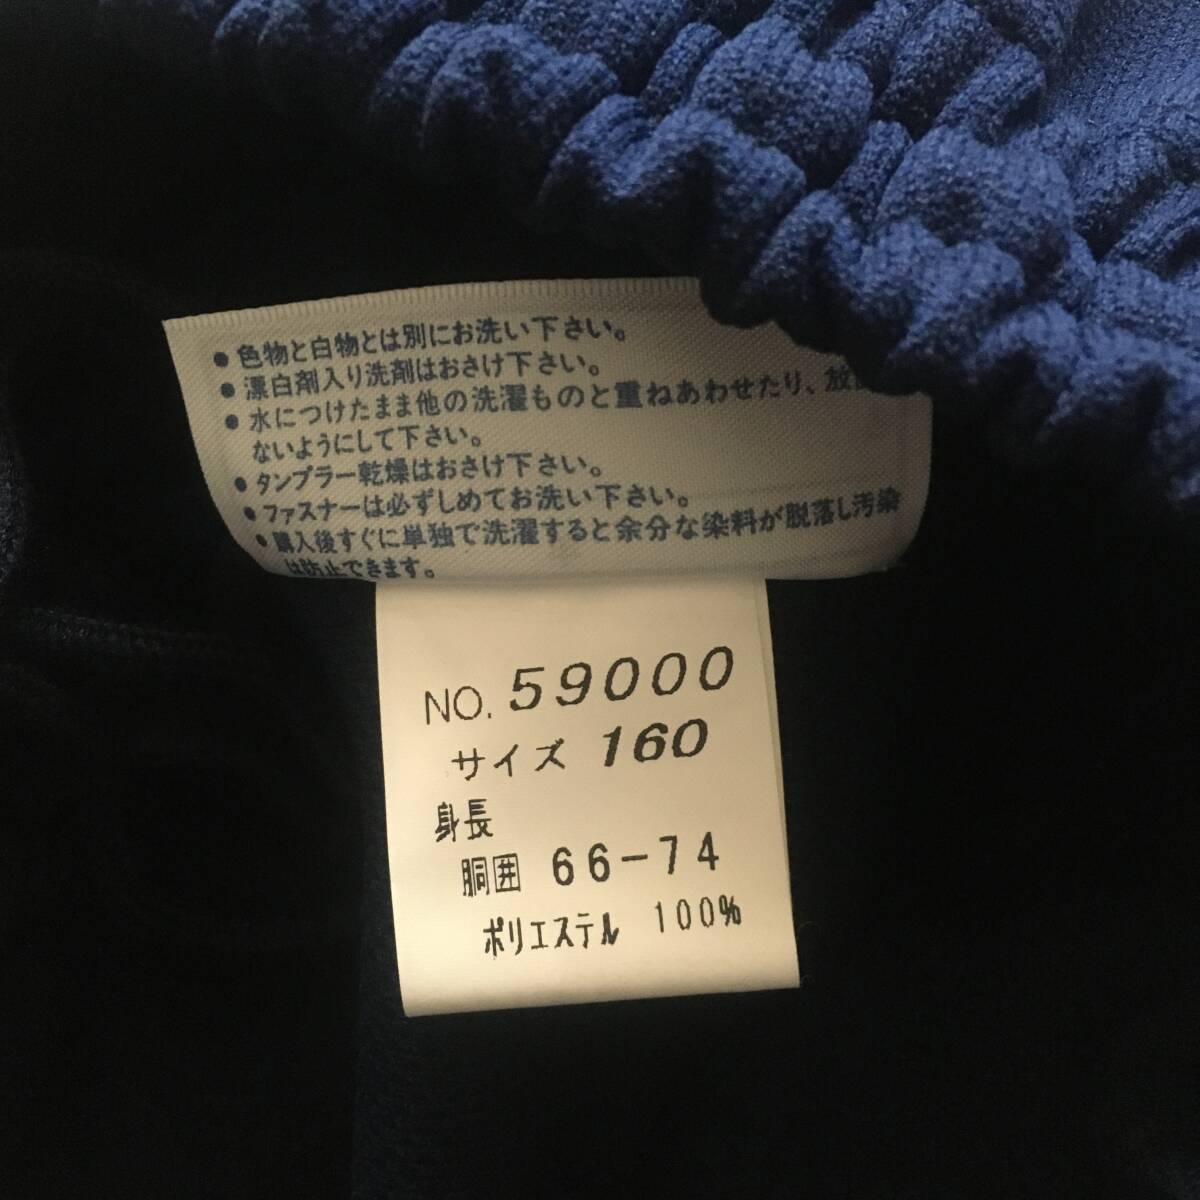 ● 色物と白物とは別にお洗い下さい。
● 漂白剤入り洗剤はおさけ下さい。
● 水につけたまま他の洗濯ものと重ねあわせたり、放
ないようにして下さい。
● タンブラー乾燥はおさけ下さい。
● ファスナーは必ずしめてお洗い下さい。
● 購入後すぐに単独で洗濯すると余分な染料が脱落し汚染
は防止できます。
NO. 59000
サイズ 160
身長
胴囲 66-74
ポリエステル 100%